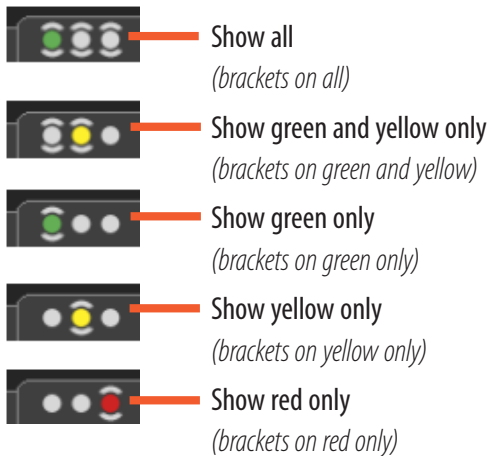 Show all
(brackets on all)
Show green and yellow only
(brackets on green and yellow)
Show green only
(brackets on green only)
Show yellow only
(brackets on yellow only)
Show red only
(brackets on red only)